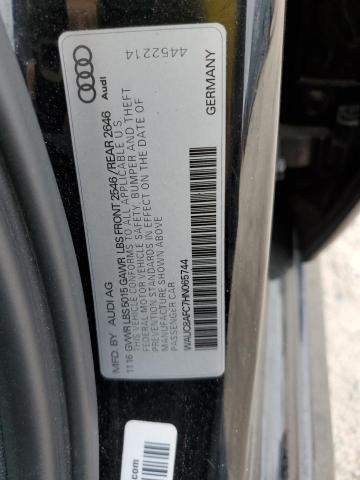 MFD. BY AUDI AG
11 16 GVWR LBS 5015 GAWR LBS FRONT 2546 /REAR 2646
THIS VEHICLE CONFORMS TO ALL APPLICABLE U S
FEDERAL MOTOR VEHICLE SAFETY, BUMPER AND THEFT
PREVENTION STANDARDS IN EFFECT ON THE DATE OF
MANUFACTURE SHOWN ABOVE
PASSENGER CAR
WAUC8AFC7HN065744
GERMANY
Audi
4452214
.com